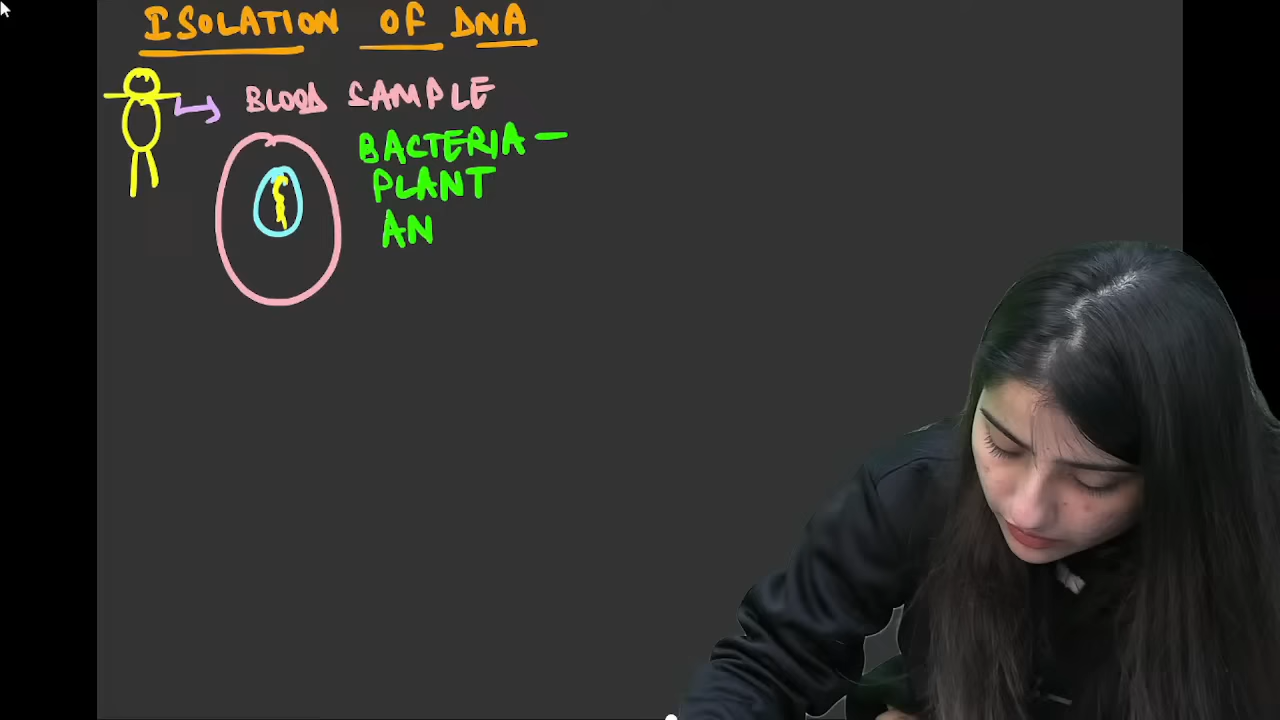 ISOLATION OF DNA
BLOOD SAMPLE
BACTERIA -
PLANT
AN